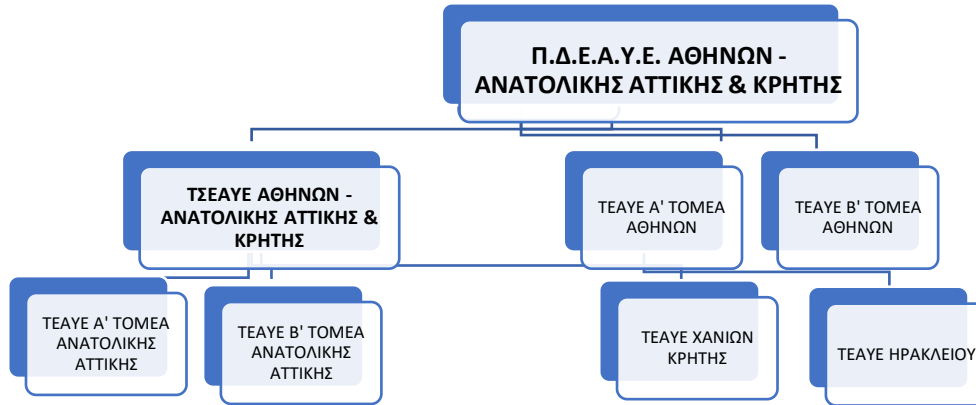 Π.Δ.Ε.Α.Υ.Ε. ΑΘΗΝΩΝ -
ΑΝΑΤΟΛΙΚΗΣ ΑΤΤΙΚΗΣ & ΚΡΗΤΗΣ
ΤΣΕΑΥΕ ΑΘΗΝΩΝ -
ΑΝΑΤΟΛΙΚΗΣ ΑΤΤΙΚΗΣ &
ΚΡΗΤΗΣ
ΤΕΑΥΕ Α' ΤΟΜΕΑ
ΑΘΗΝΩΝ
ΤΕΑΥΕ Β' ΤΟΜΕΑ
ΑΘΗΝΩΝ
ΤΕΑΥΕ Α' ΤΟΜΕΑ
ΑΝΑΤΟΛΙΚΗΣ
ΑΤΤΙΚΗΣ
ΤΕΑΥΕ Β' ΤΟΜΕΑ
ΑΝΑΤΟΛΙΚΗΣ
ΑΤΤΙΚΗΣ
ΤΕΑΥΕ ΧΑΝΙΩΝ
ΚΡΗΤΗΣ
ΤΕΑΥΕ ΗΡΑΚΛΕΙΟΥ